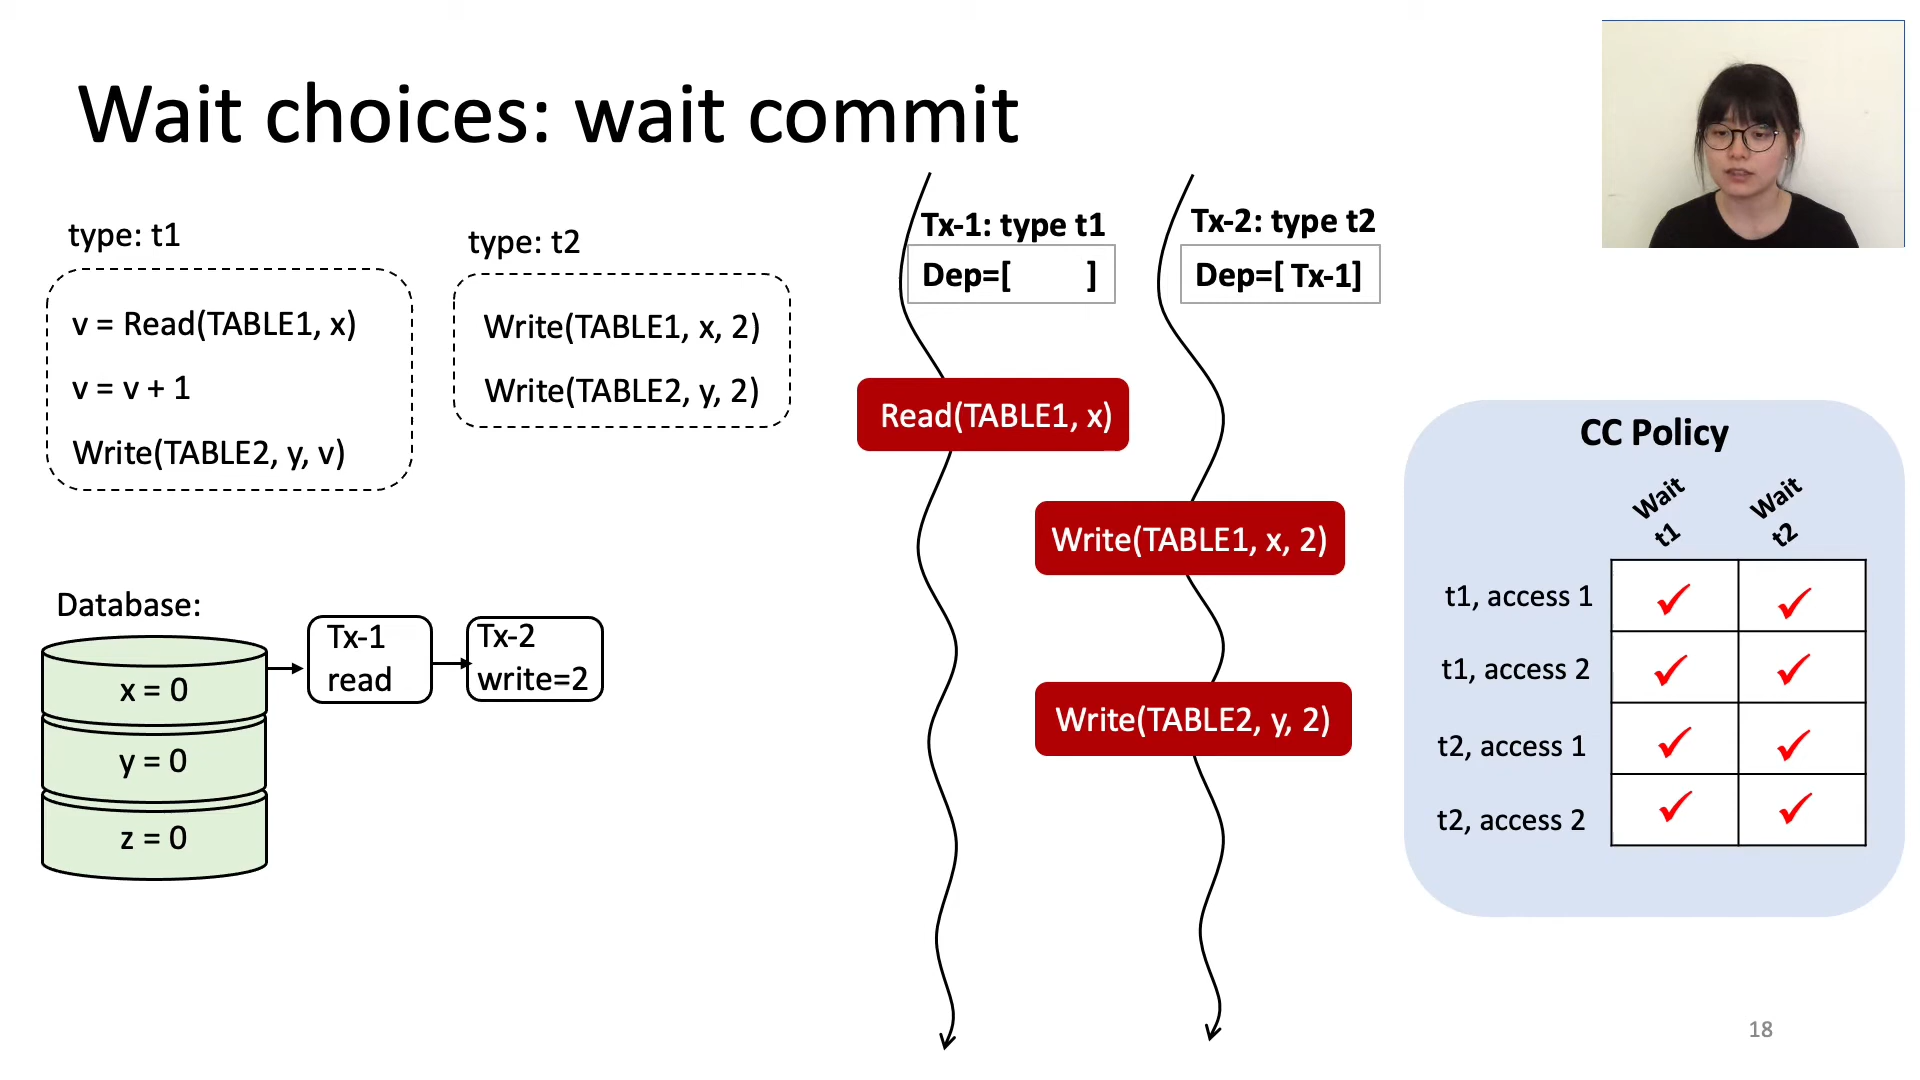 Wait choices: wait commit
type: t1
v = Read(TABLE1, x)
v = v + 1
Write(TABLE2, y, v)
type: t2
Write(TABLE1, x, 2)
Write(TABLE2, y, 2)
Database:
x = 0
y = 0
z = 0
Tx-1
read
Tx-2
write=2
Tx-1: type t1
Dep=[ ]
Tx-2: type t2
Dep=[ Tx-1]
Read(TABLE1, x)
Write(TABLE1, x, 2)
Write(TABLE2, y, 2)
CC Policy
Wait
t1
Wait
t2
t1, access 1
t1, access 2
t2, access 1
t2, access 2
18